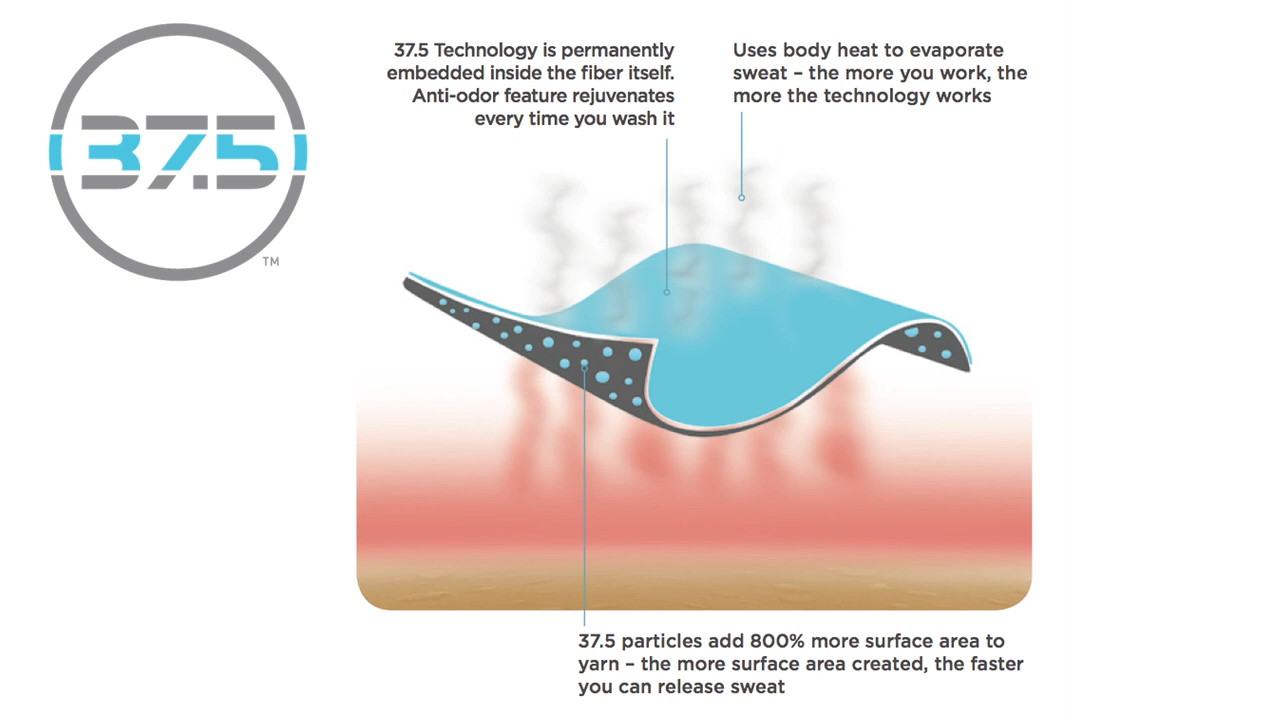 37.5
TM
37.5 Technology is permanently
embedded inside the fiber itself.
Anti-odor feature rejuvenates
every time you wash it
Uses body heat to evaporate
sweat – the more you work, the
more the technology works
37.5 particles add 800% more surface area to
yarn – the more surface area created, the faster
you can release sweat